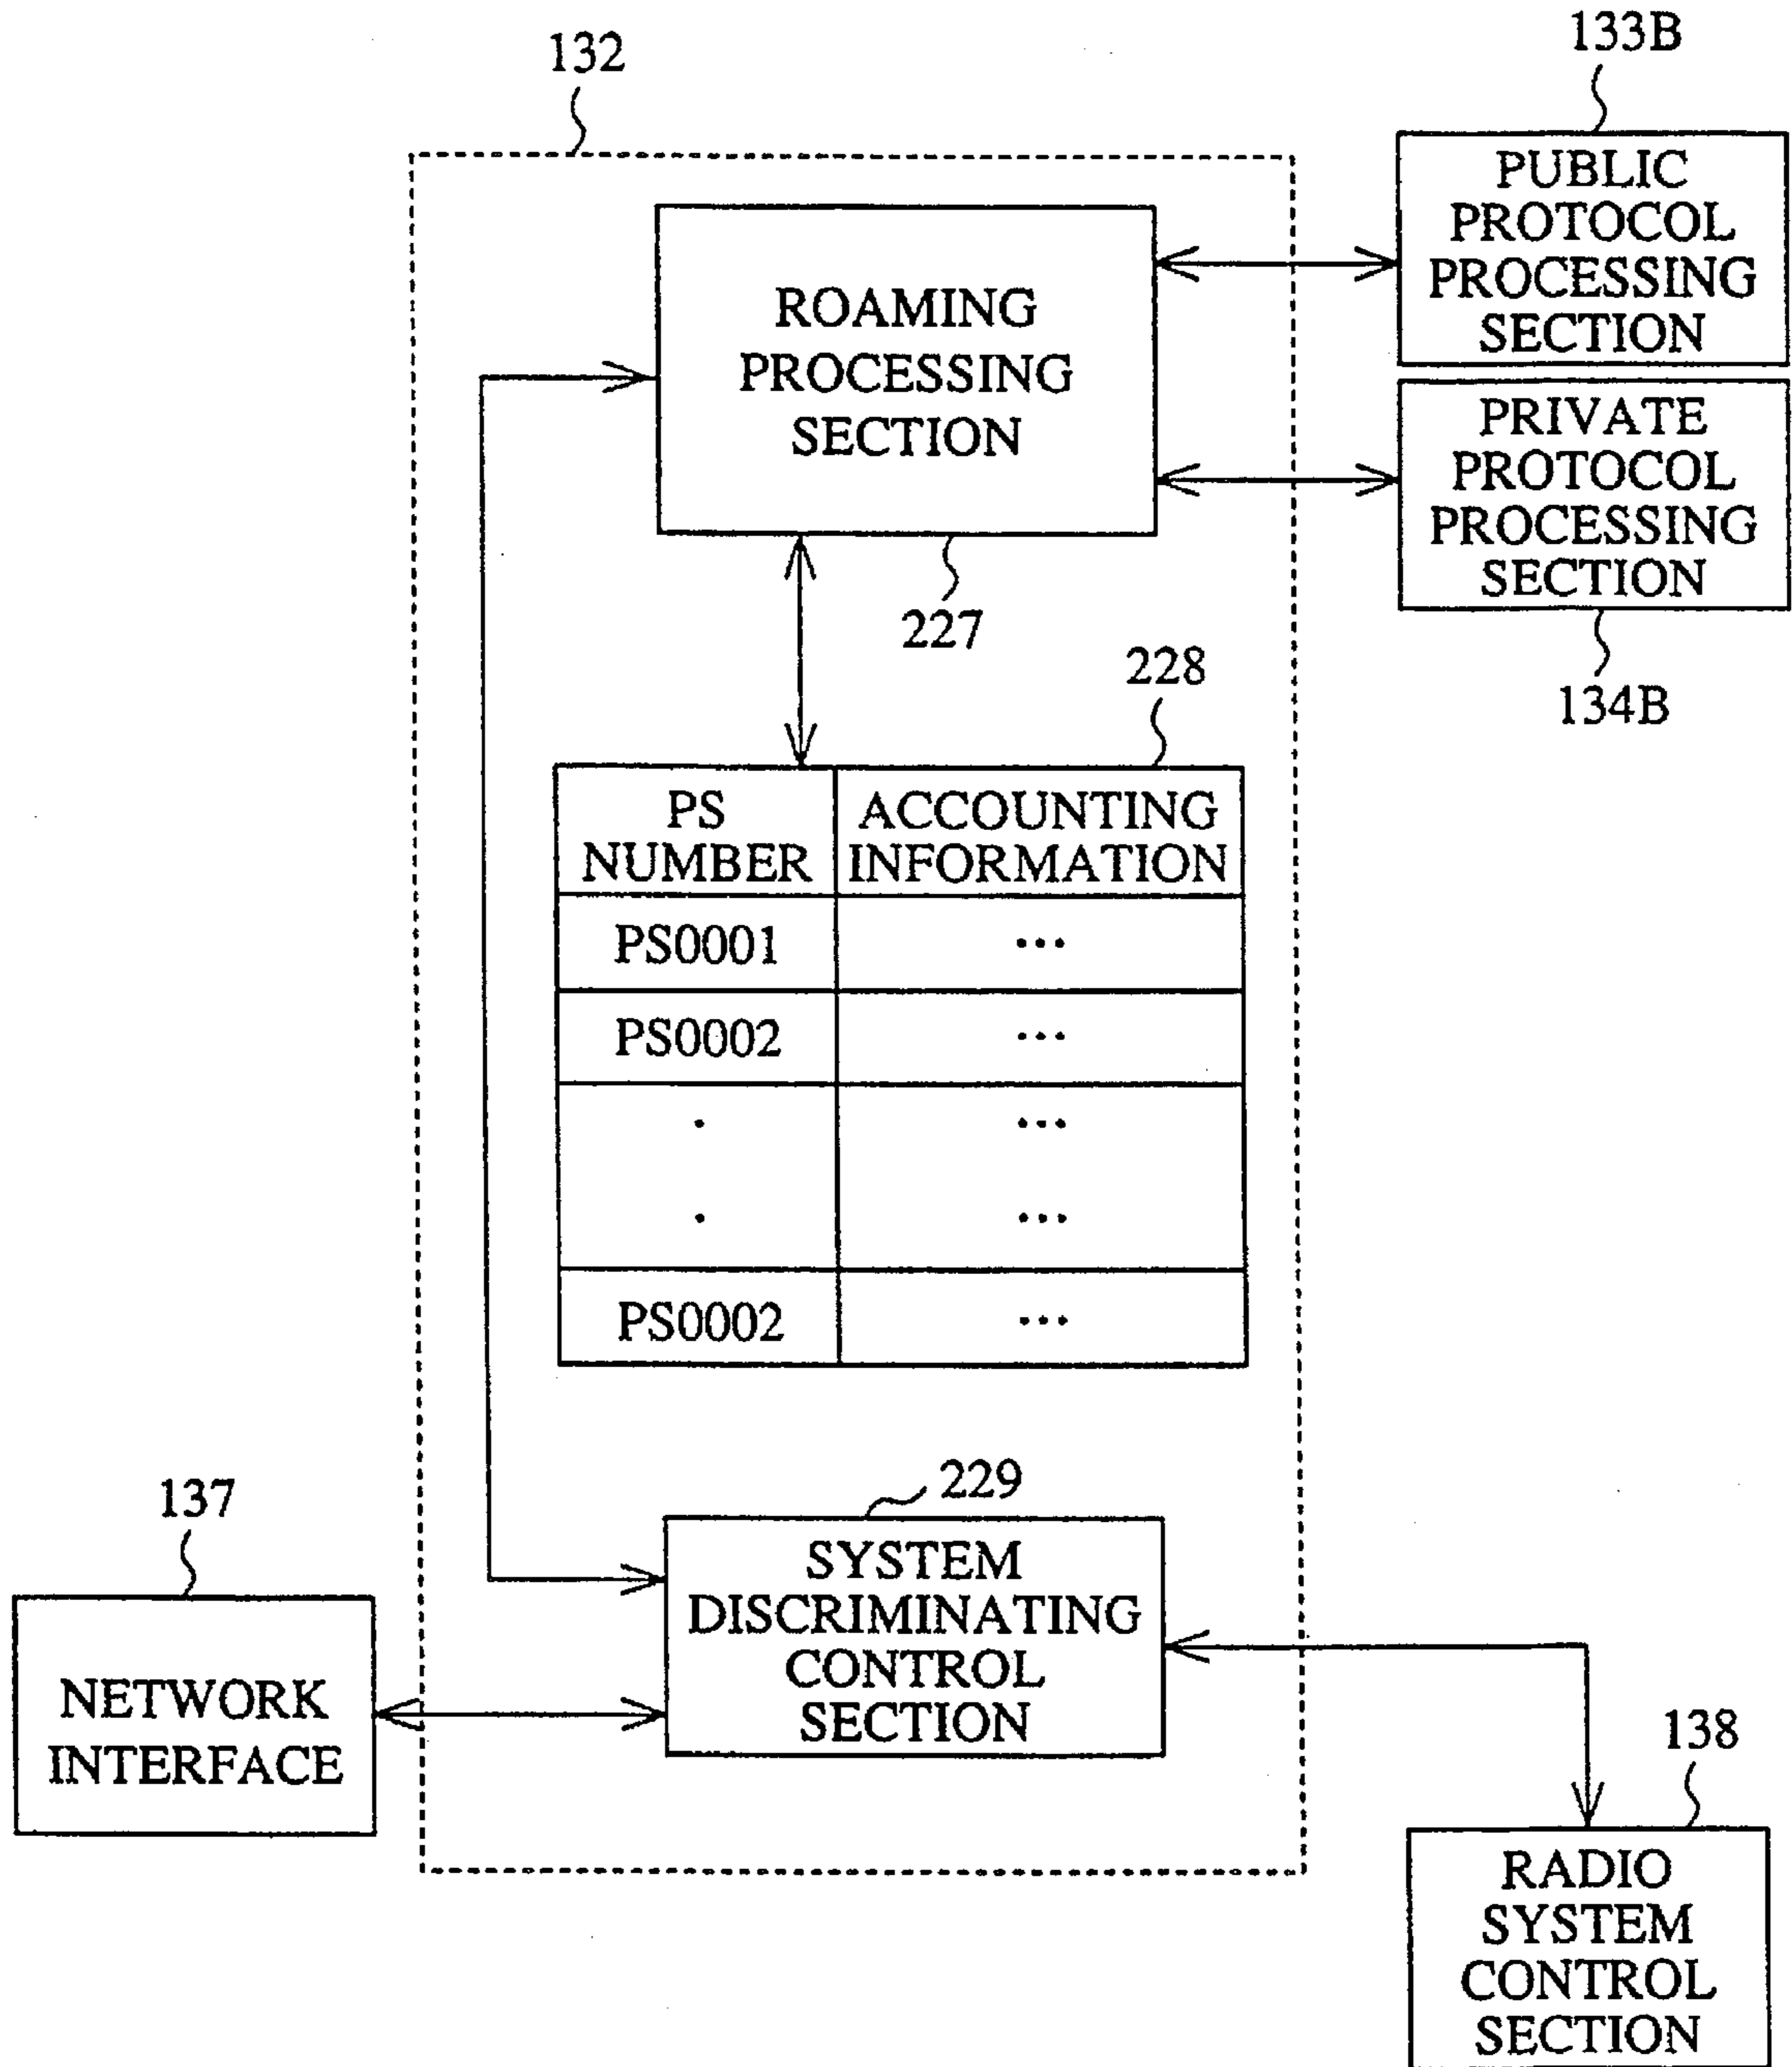 132
133B
PUBLIC
PROTOCOL
PROCESSING
SECTION
ROAMING
PROCESSING
SECTION
PRIVATE
PROTOCOL
PROCESSING
SECTION
227
134B
228
PS
NUMBER
ACCOUNTING
INFORMATION
PS0001
...
PS0002
...
.
...
.
...
PS0002
...
137
229
NETWORK
INTERFACE
SYSTEM
DISCRIMINATING
CONTROL
SECTION
138
RADIO
SYSTEM
CONTROL
SECTION